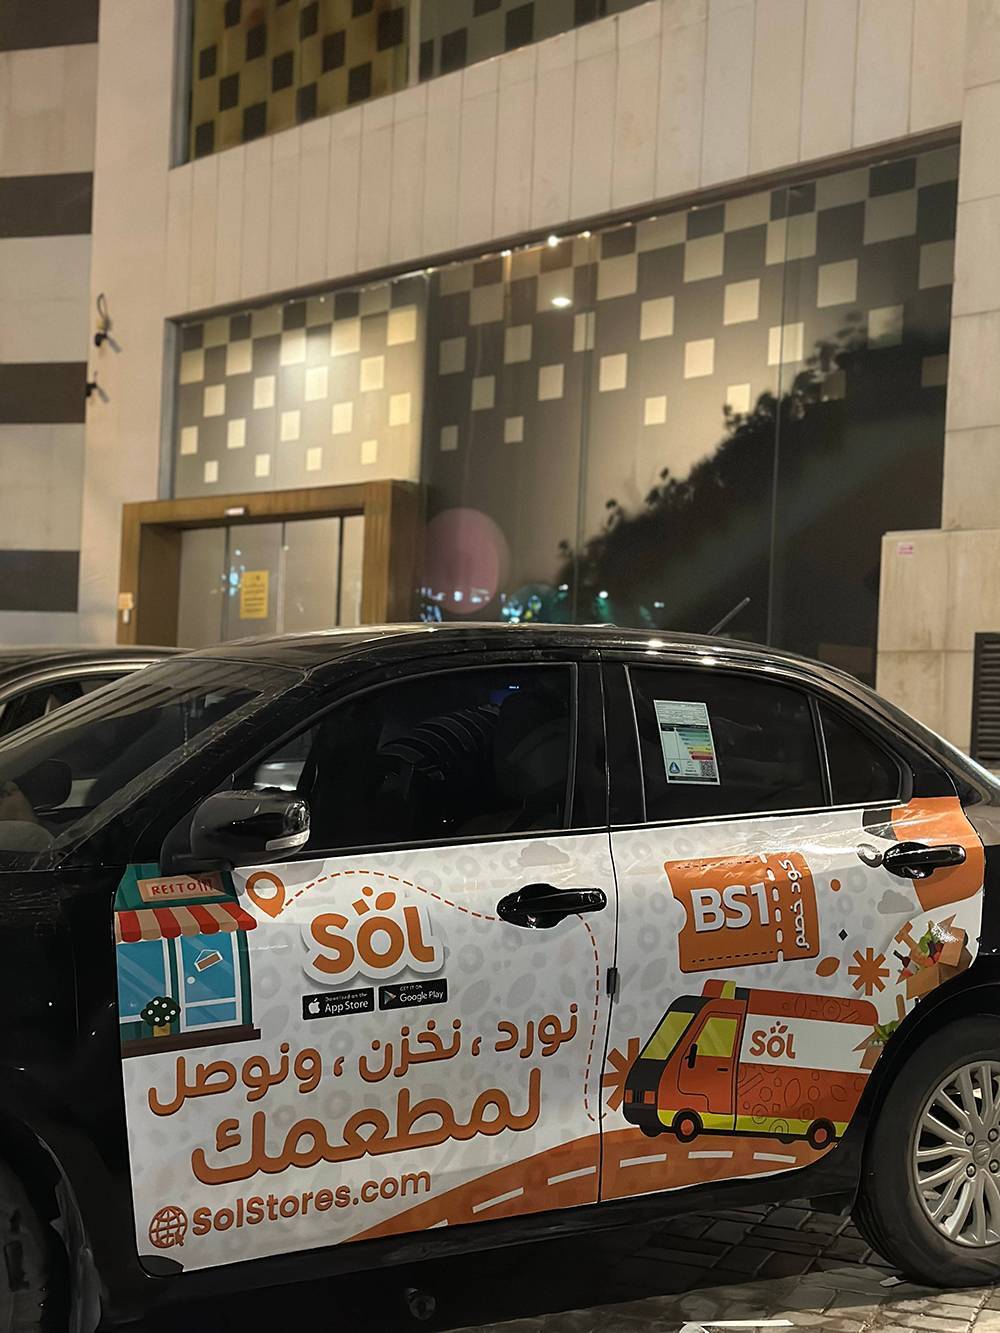 RESTO
sol
Download on the
App Store
GET IT ON
Google Play
نورد ، نخزن ، ونوصل
لمطعمك
SolStores.com
BS1
كود خصم
sol